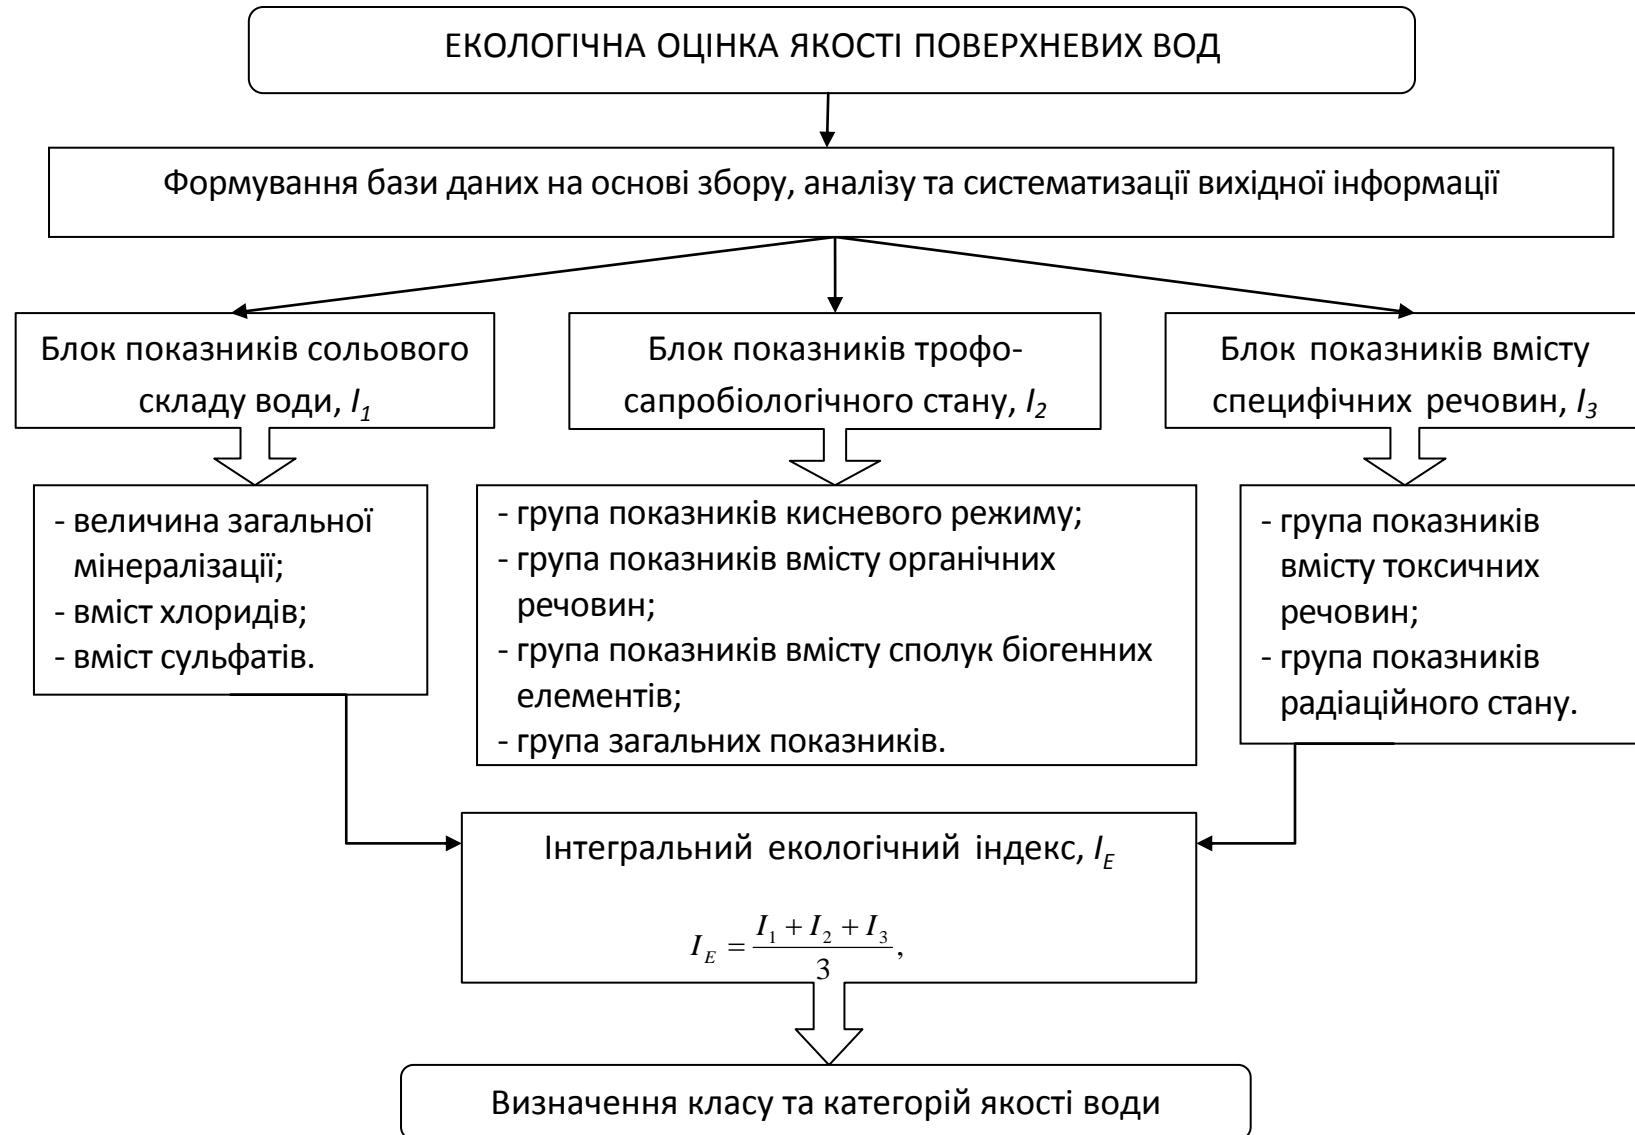 ЕКОЛОГІЧНА ОЦІНКА ЯКОСТІ ПОВЕРХНЕВИХ ВОД
Формування бази даних на основі збору, аналізу та систематизації вихідної інформації
Блок показників сольового
складу води, I1
Блок показників трофо-
сапробіологічного стану, I2
Блок показників вмісту
специфічних речовин, I3
- величина загальної
мінералізації;
- вміст хлоридів;
- вміст сульфатів.
- група показників кисневого режиму;
- група показників вмісту органічних
речовин;
- група показників вмісту сполук біогенних
елементів;
- група загальних показників.
- група показників
вмісту токсичних
речовин;
- група показників
радіаційного стану.
Інтегральний екологічний індекс, IE
IE = (I1 + I2 + I3) / 3,
Визначення класу та категорій якості води